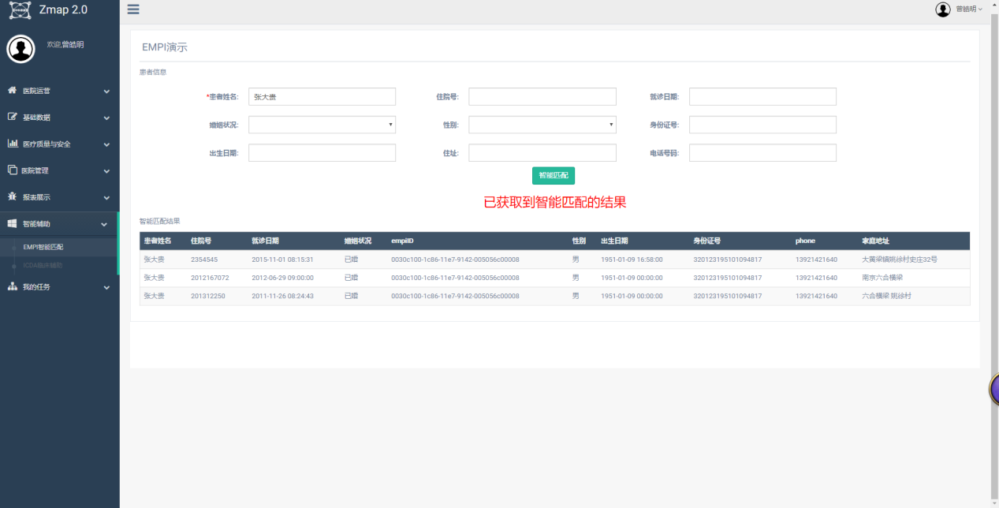 Zmap 2.0
曾皓明
欢迎,曾皓明
医院运营
基础数据
医疗质量与安全
医院管理
报表展示
智能辅助
EMPI智能匹配
ICDA临床辅助
我的任务
EMPI演示
患者信息
*患者姓名: 张大贵 住院号: 就诊日期:
婚姻状况: 性别: 身份证号:
出生日期: 住址: 电话号码:
智能匹配
已获取到智能匹配的结果
智能匹配结果
患者姓名 住院号 就诊日期 婚姻状况 empiID 性别 出生日期 身份证号 phone 家庭地址
张大贵 2354545 2015-11-01 08:15:31 已婚 0030c100-1c86-11e7-9142-005056c00008 男 1951-01-09 16:58:00 320123195101094817 13921421640 大黄梁镇姚徐村史庄32号
张大贵 2012167072 2012-06-29 09:00:00 已婚 0030c100-1c86-11e7-9142-005056c00008 男 1951-01-09 00:00:00 320123195101094817 13921421640 南京六合横梁
张大贵 201312250 2011-11-26 08:24:43 已婚 0030c100-1c86-11e7-9142-005056c00008 男 1951-01-09 00:00:00 320123195101094817 13921421640 六合横梁 姚徐村